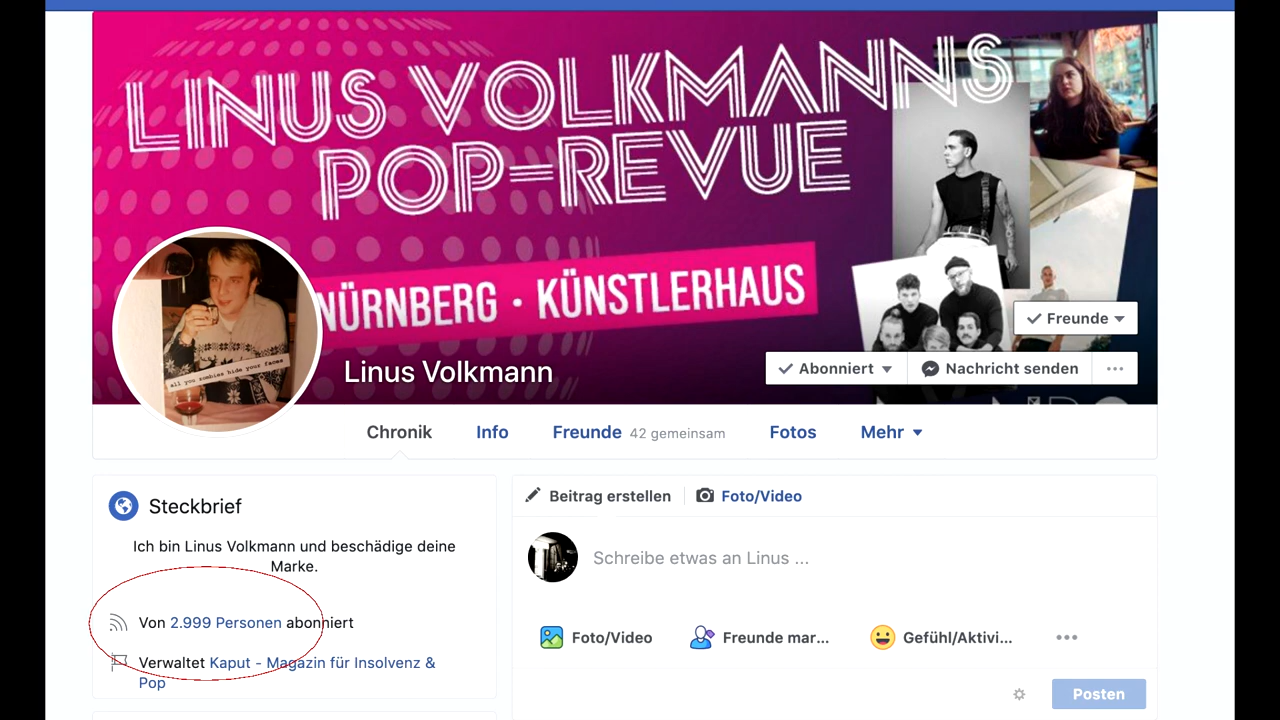 LINUS VOLKMANNS
POP-REVUE
NÜRNBERG · KÜNSTLERHAUS
all you zombies hide your faces
Freunde
Linus Volkmann
Abonniert
Nachricht senden
Chronik
Info
Freunde 42 gemeinsam
Fotos
Mehr
Steckbrief
Ich bin Linus Volkmann und beschädige deine
Marke.
Von 2.999 Personen abonniert
Verwaltet Kaput - Magazin für Insolvenz &
Pop
Beitrag erstellen
Foto/Video
Schreibe etwas an Linus ...
Foto/Video
Freunde mar...
Gefühl/Aktivi...
Posten